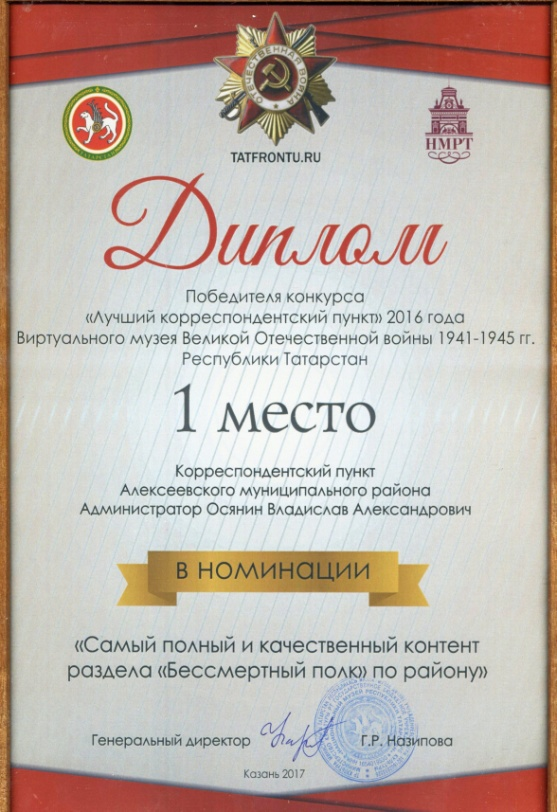 ОТЕЧЕСТВЕННАЯ ВОЙНА
НМРТ
TATFRONTU.RU
Диплом
Победителя конкурса
«Лучший корреспондентский пункт» 2016 года
Виртуального музея Великой Отечественной войны 1941-1945 гг.
Республики Татарстан
1 место
Корреспондентский пункт
Алексеевского муниципального района
Администратор Осянин Владислав Александрович
в номинации
«Самый полный и качественный контент
раздела «Бессмертный полк» по району»
Генеральный директор
Г.Р. Назипова
Казань 2017